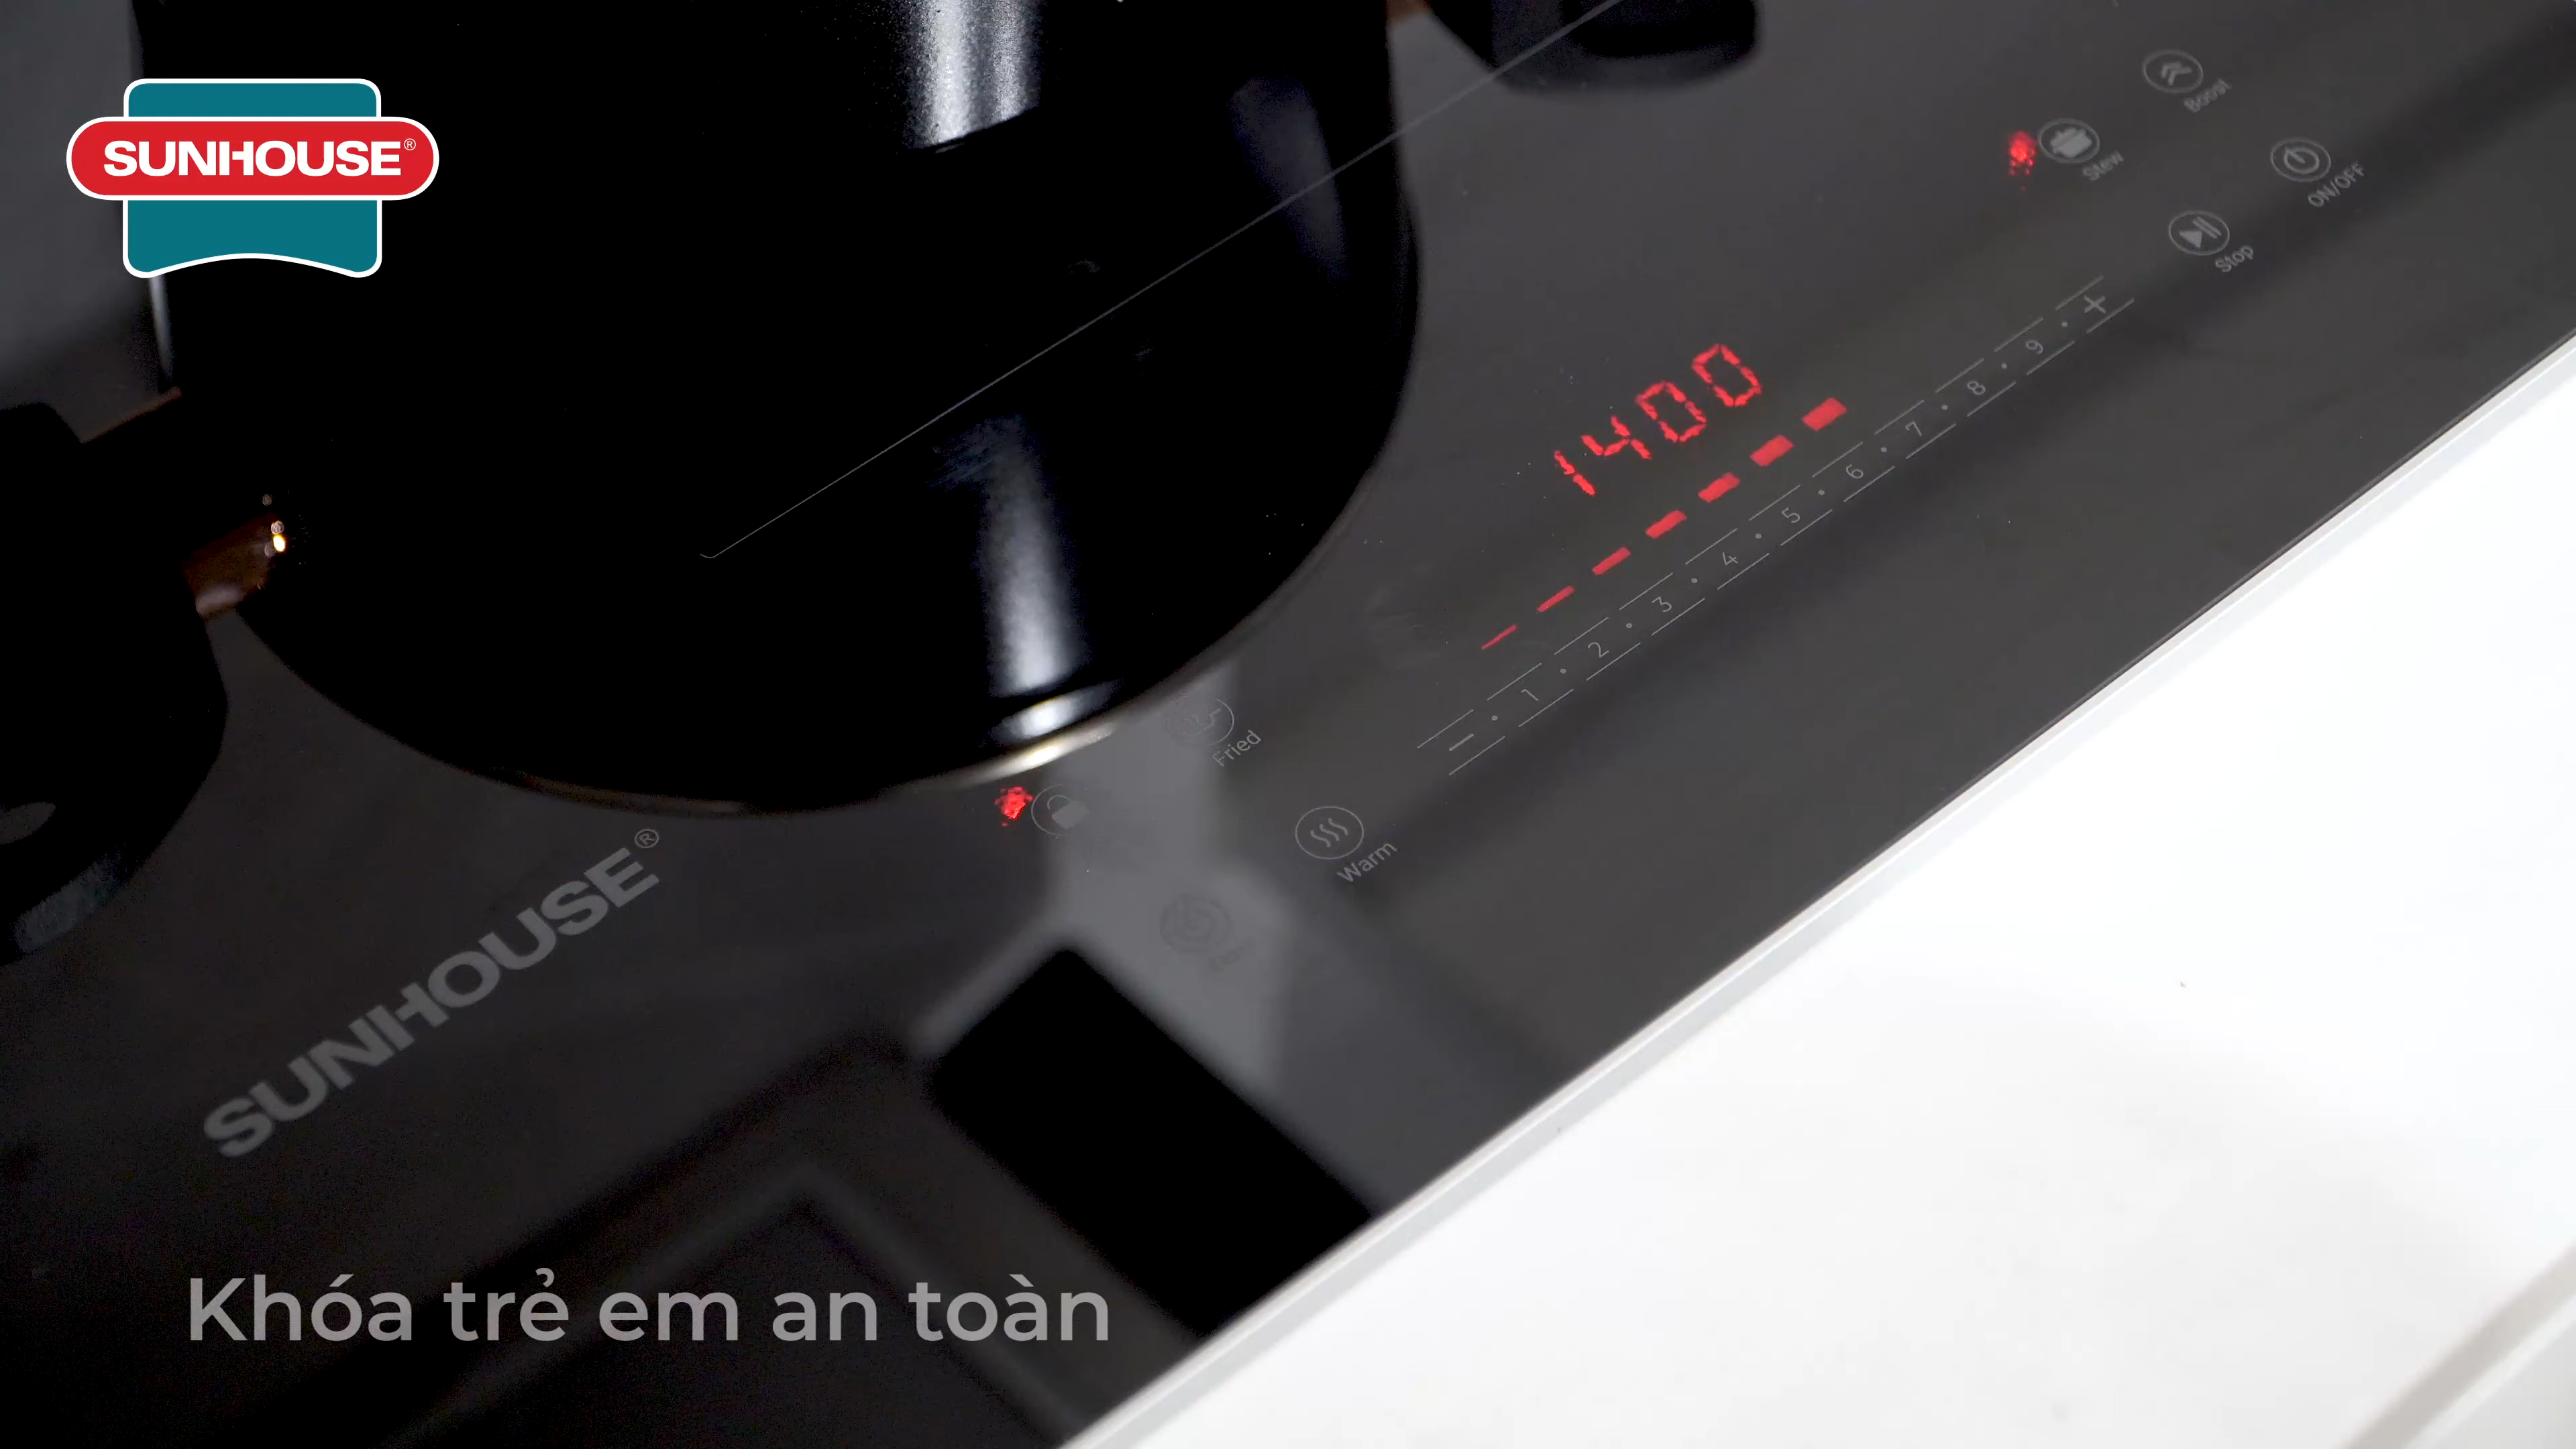 SUNHOUSE®
Boost
Stew
ON/OFF
Stop
1400
− • 1 • 2 • 3 • 4 • 5 • 6 • 7 • 8 • 9 • +
Fried
Warm
SUNHOUSE®
Khóa trẻ em an toàn